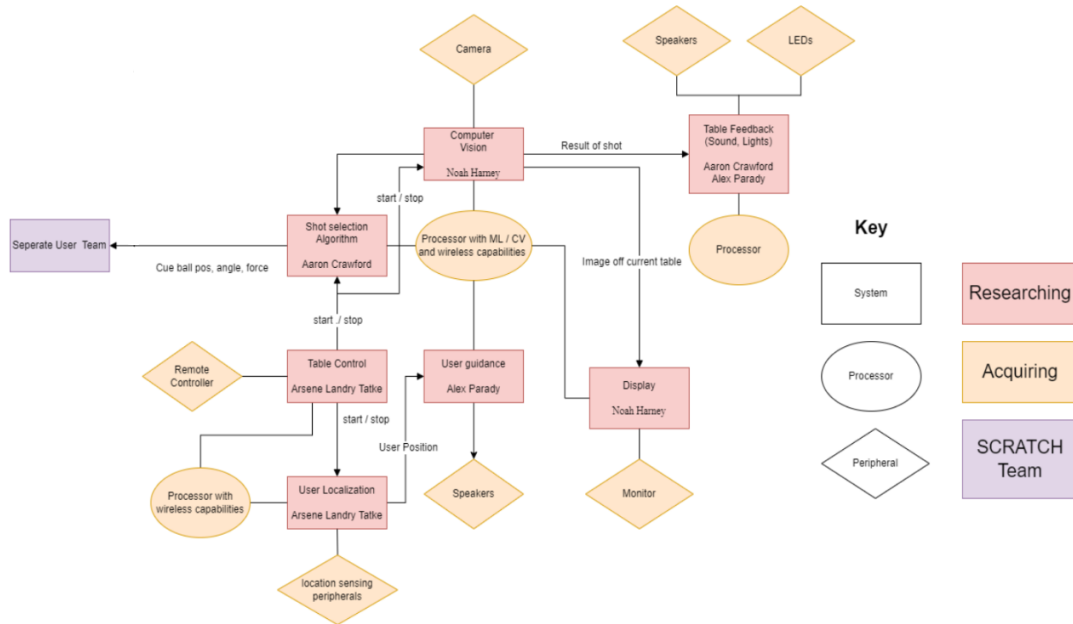 Camera
Speakers
LEDs
Computer
Vision
Noah Harney
Result of shot
Table Feedback
(Sound, Lights)
Aaron Crawford
Alex Parady
start / stop
Seperate User Team
Shot selection
Algorithm
Aaron Crawford
Processor with ML / CV
and wireless capabilities
Processor
Cue ball pos, angle, force
Image off current table
start ./ stop
Remote
Controller
Table Control
Arsene Landry Tatke
User guidance
Alex Parady
Display
Noah Harney
start / stop
User Position
Processor with
wireless capabilities
User Localization
Arsene Landry Tatke
Speakers
Monitor
location sensing
peripherals
Key
System
Researching
Processor
Acquiring
Peripheral
SCRATCH
Team